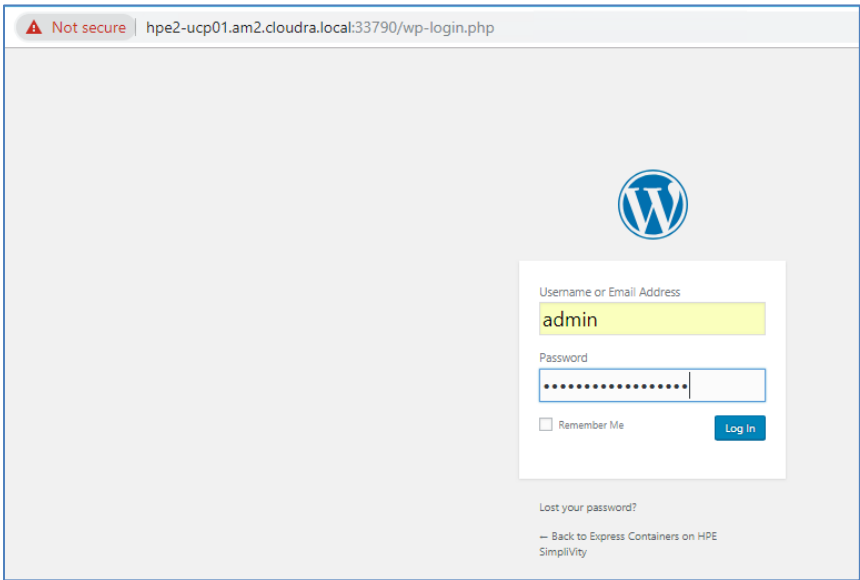 Not secure hpe2-ucp01.am2.cloudra.local:33790/wp-login.php
Username or Email Address
admin
Password
••••••••••••••••••
Remember Me Log In
Lost your password?
← Back to Express Containers on HPE
SimpliVity